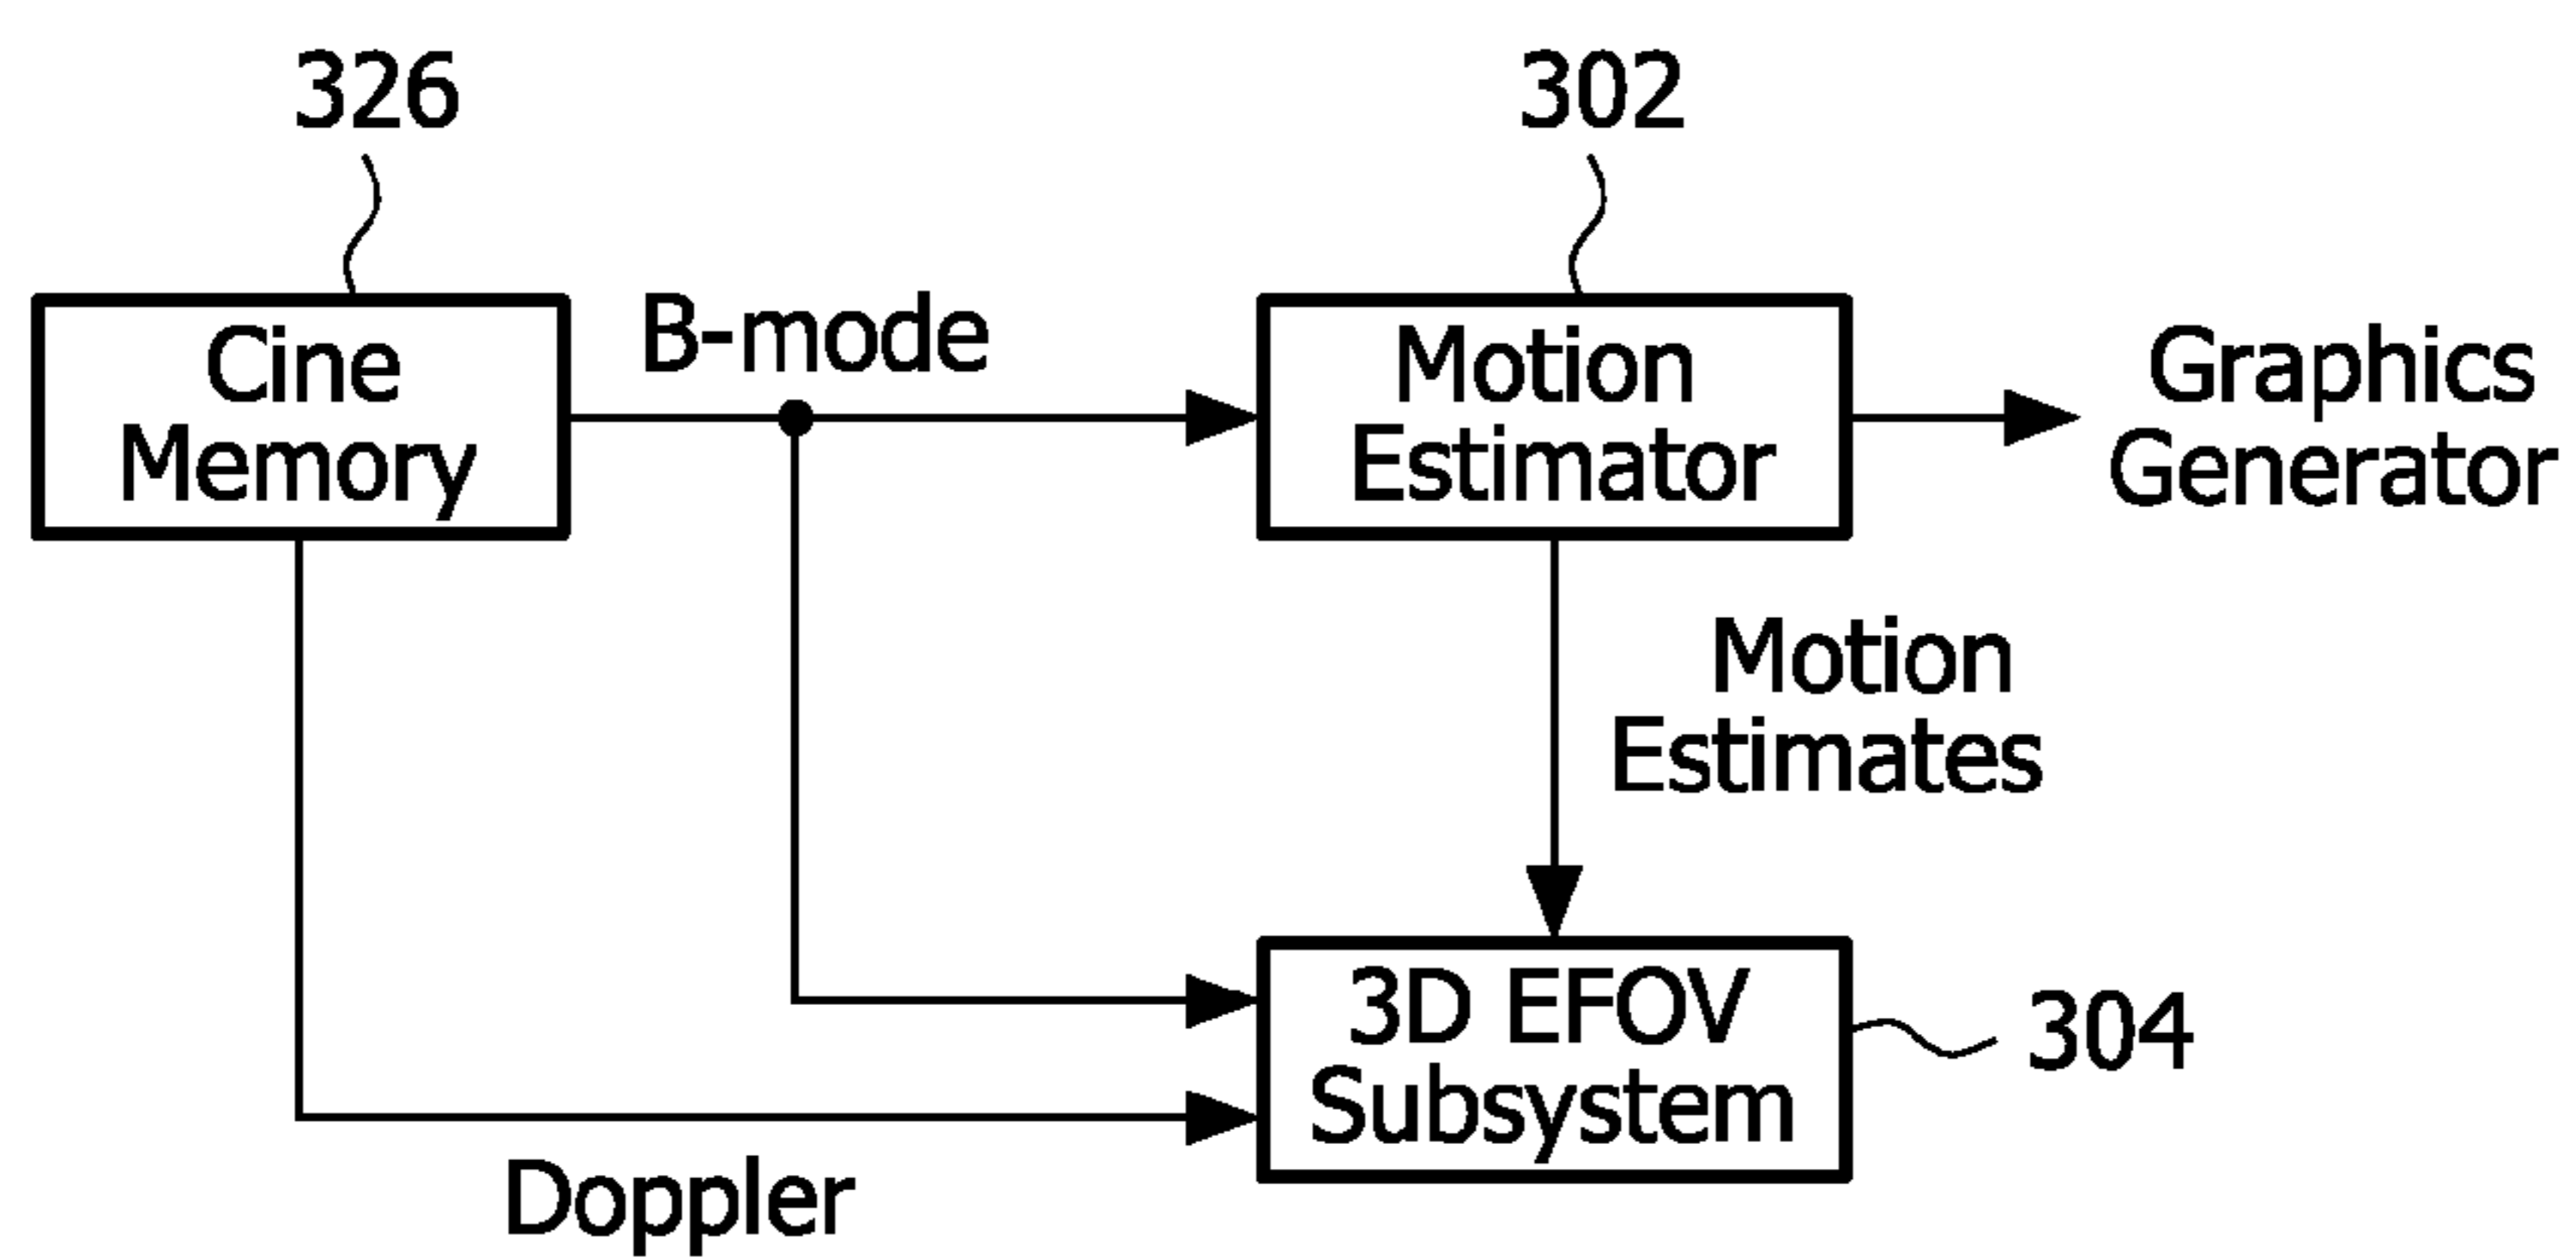 326
302
Cine
Memory
B-mode
Motion
Estimator
Graphics
Generator
Motion
Estimates
3D EFOV
Subsystem
304
Doppler